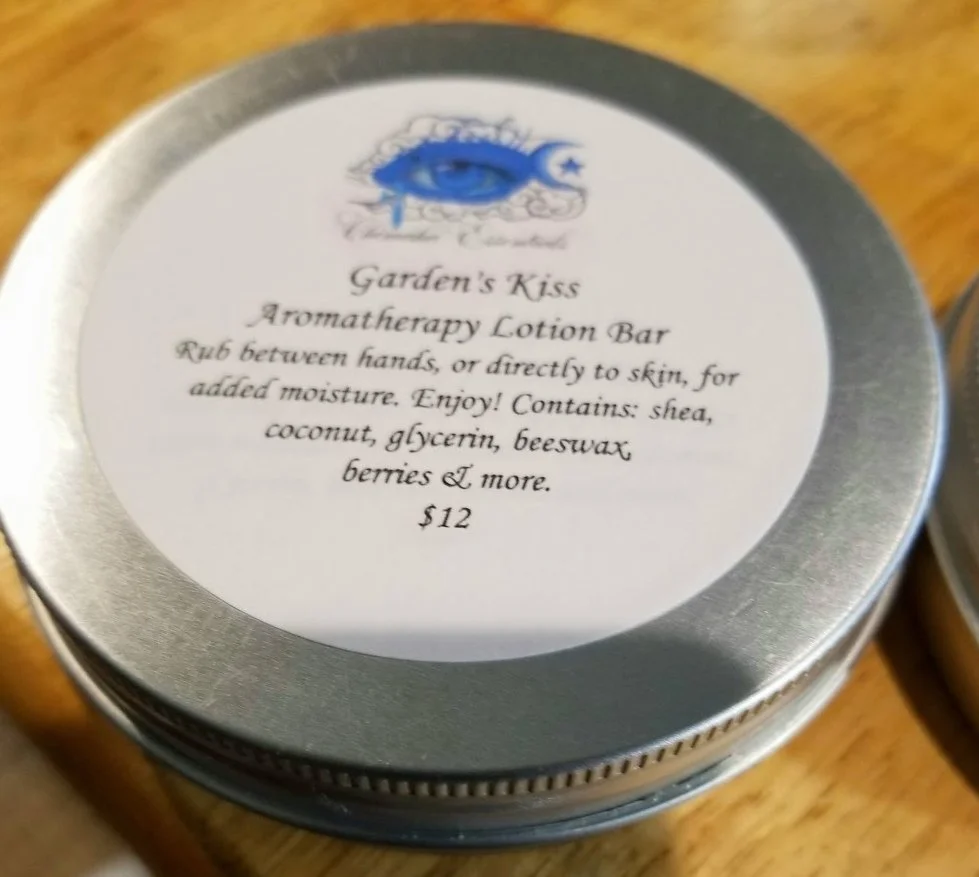 Essentials
Garden's Kiss
Aromatherapy Lotion Bar
Rub between hands, or directly to skin, for
added moisture. Enjoy! Contains: shea,
coconut, glycerin, beeswax,
berries & more.
$12